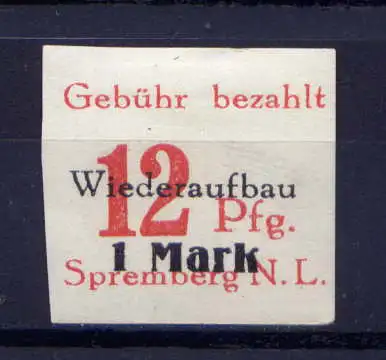 Gebühr bezahlt
12 Pfg.
Wiederaufbau
1 Mark
Spremberg N.L.